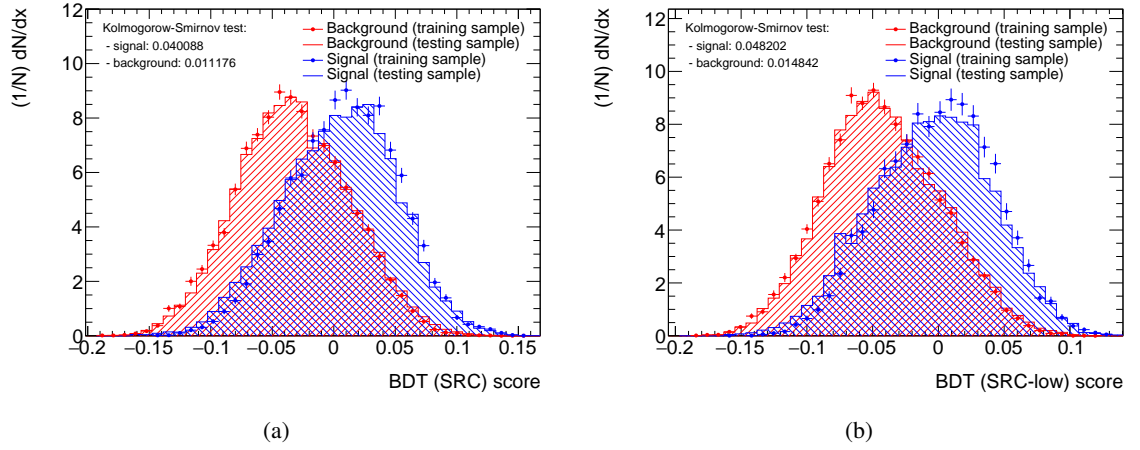 Kolmogorow-Smirnov test:
- signal: 0.040088
- background: 0.011176
Background (training sample)
Background (testing sample)
Signal (training sample)
Signal (testing sample)
(1/N) dN/dx
12
10
8
6
4
2
0
−0.2 −0.15 −0.1 −0.05 0 0.05 0.1 0.15
BDT (SRC) score
(a)
Kolmogorow-Smirnov test:
- signal: 0.048202
- background: 0.014842
Background (training sample)
Background (testing sample)
Signal (training sample)
Signal (testing sample)
(1/N) dN/dx
12
10
8
6
4
2
0
−0.2 −0.15 −0.1 −0.05 0 0.05 0.1
BDT (SRC-low) score
(b)